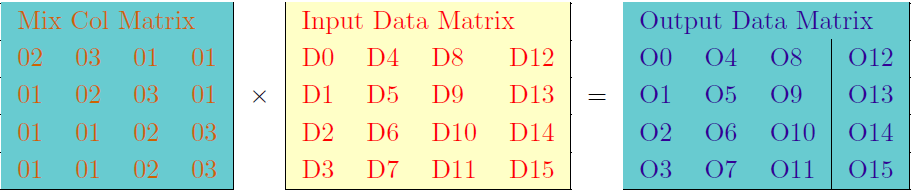 Mix Col Matrix Input Data Matrix Output Data Matrix
02 03 01 01 D0 D4 D8 D12 O0 O4 O8 O12
01 02 03 01 × D1 D5 D9 D13 = O1 O5 O9 O13
01 01 02 03 D2 D6 D10 D14 O2 O6 O10 O14
01 01 02 03 D3 D7 D11 D15 O3 O7 O11 O15